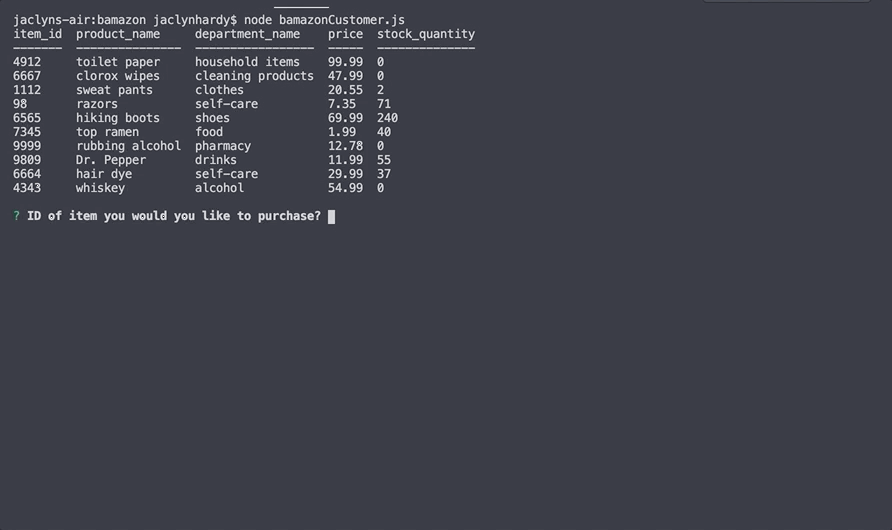 jaclyns-air:bamazon jaclynhardy$ node bamazonCustomer.js
item_id  product_name     department_name    price  stock_quantity
4912     toilet paper     household items    99.99  0
6667     clorox wipes     cleaning products  47.99  0
1112     sweat pants      clothes            20.55  2
98       razors           self-care          7.35   71
6565     hiking boots     shoes              69.99  240
7345     top ramen        food               1.99   40
9999     rubbing alcohol  pharmacy           12.78  0
9809     Dr. Pepper       drinks             11.99  55
6664     hair dye         self-care          29.99  37
4343     whiskey          alcohol            54.99  0
? ID of item you would you like to purchase?